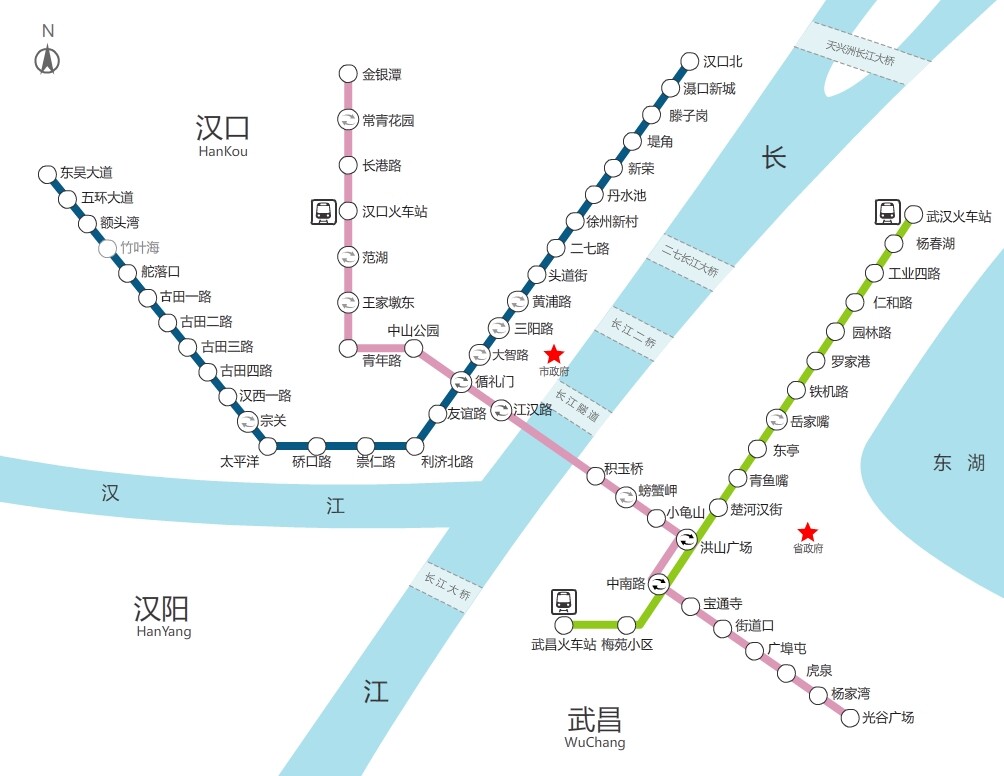 N
天兴洲长江大桥
金银潭
汉口北
滠口新城
常青花园
滕子岗
汉口
HanKou
堤角
长
长港路
新荣
东吴大道
五环大道
丹水池
汉口火车站
徐州新村
武汉火车站
额头湾
竹叶海
二七路
杨春湖
范湖
二七长江大桥
舵落口
头道街
工业四路
古田一路
王家墩东
黄浦路
仁和路
古田二路
中山公园
三阳路
长江二桥
园林路
古田三路
青年路
大智路
市政府
罗家港
古田四路
循礼门
铁机路
汉西一路
友谊路
江汉路
长江隧道
宗关
岳家嘴
太平洋
硚口路
崇仁路
利济北路
东亭
东湖
积玉桥
青鱼嘴
汉
江
螃蟹岬
小龟山
楚河汉街
洪山广场
省政府
长江大桥
中南路
汉阳
HanYang
宝通寺
街道口
武昌火车站
梅苑小区
广埠屯
虎泉
江
杨家湾
武昌
WuChang
光谷广场